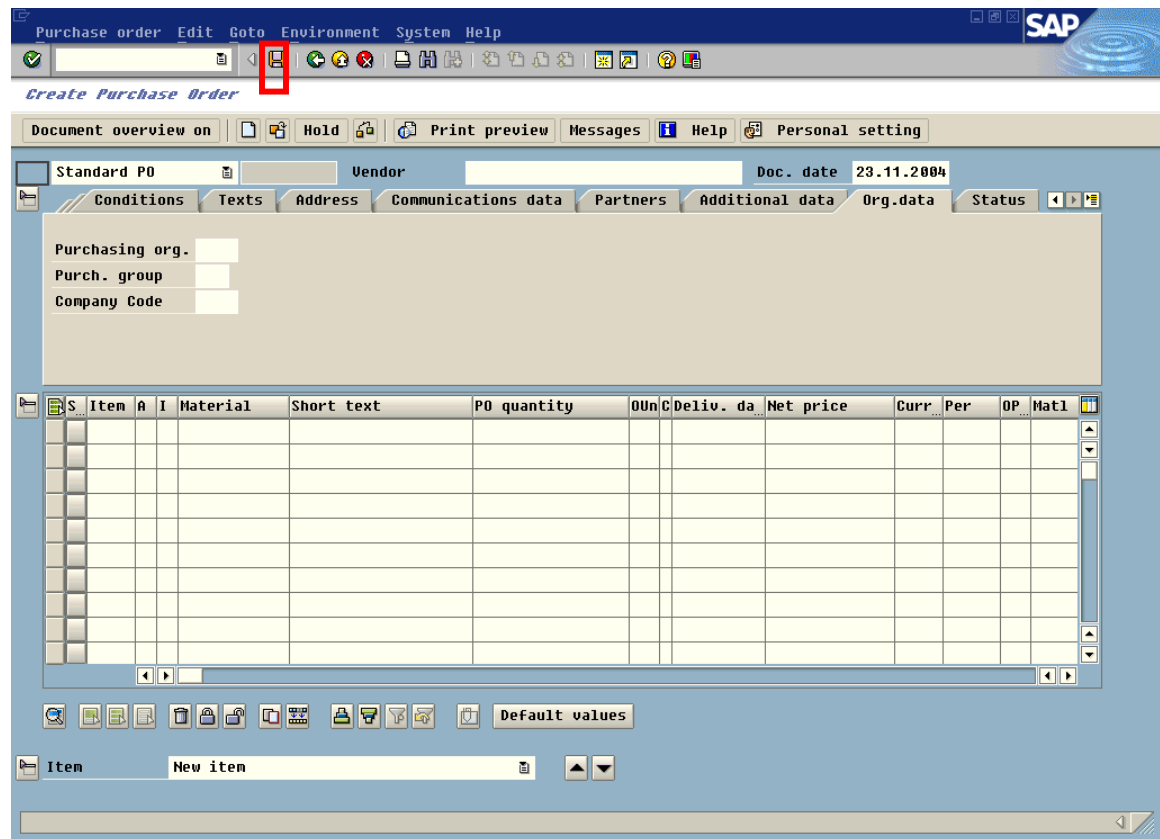 Purchase order Edit Goto Environment System Help
SAP
Create Purchase Order
Document overview on Hold Print preview Messages Help Personal setting
Standard PO Vendor Doc. date 23.11.2004
Conditions Texts Address Communications data Partners Additional data Org.data Status
Purchasing org.
Purch. group
Company Code
S.. Item A I Material Short text PO quantity OUn C Deliv. da.. Net price Curr.. Per OP.. Matl
Default values
Item New item